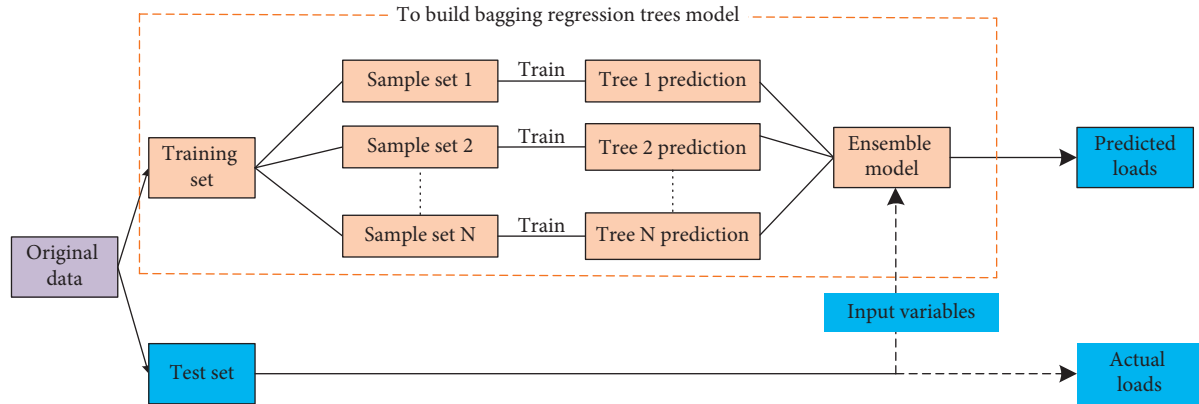 To build bagging regression trees model
Sample set 1
Train
Tree 1 prediction
Training
set
Sample set 2
Train
Tree 2 prediction
Ensemble
model
Predicted
loads
Sample set N
Train
Tree N prediction
Original
data
Input variables
Test set
Actual
loads